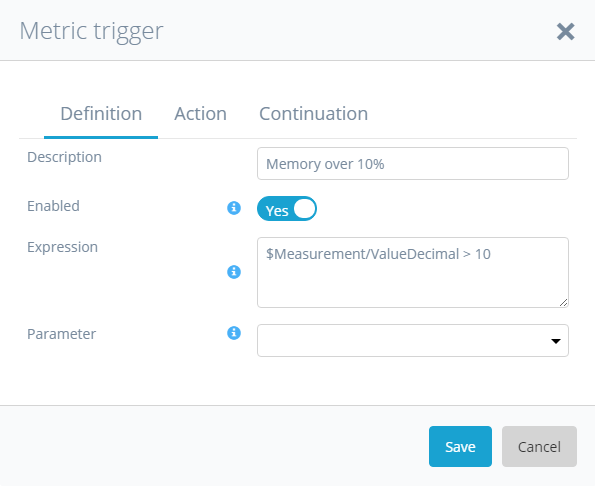 Metric trigger
Definition Action Continuation
Description Memory over 10%
Enabled Yes
Expression $Measurement/ValueDecimal > 10
Parameter
Save Cancel